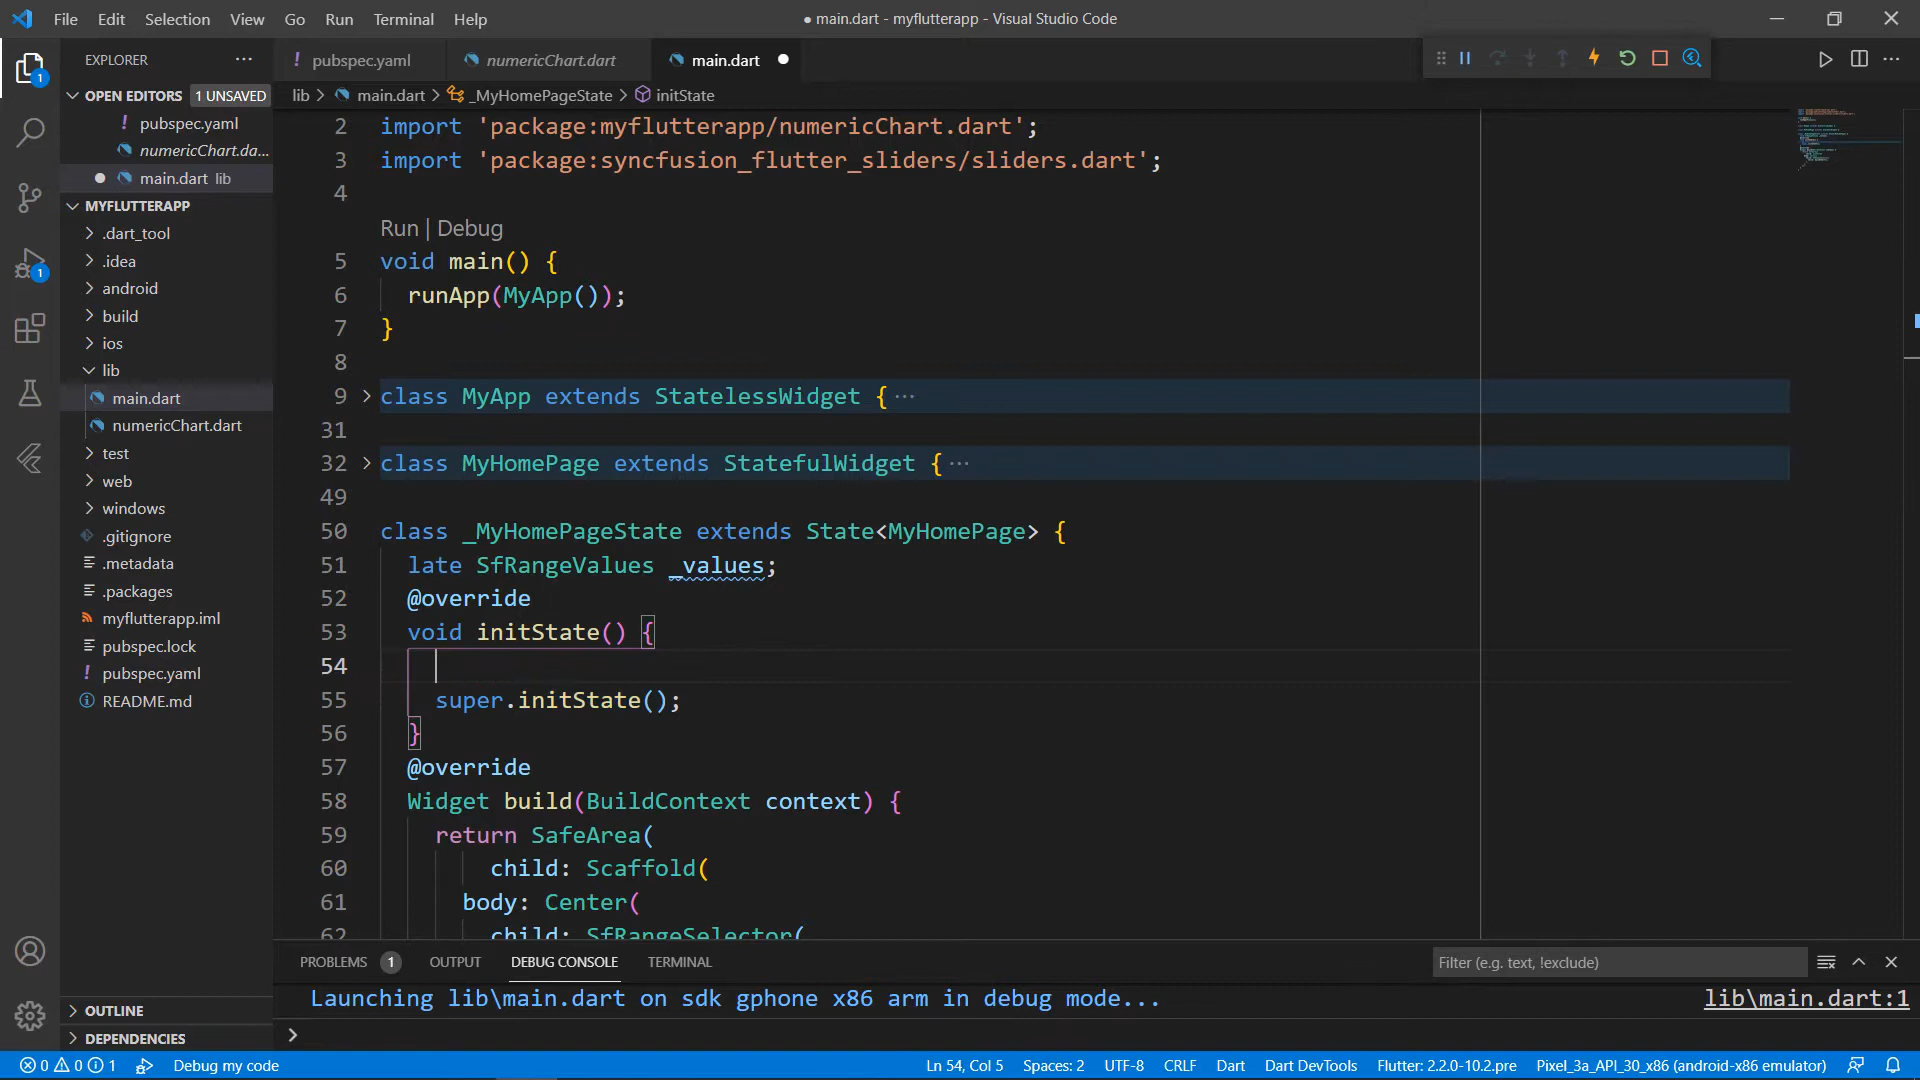 File Edit Selection View Go Run Terminal Help
● main.dart - myflutterapp - Visual Studio Code
EXPLORER ...
OPEN EDITORS 1 UNSAVED
! pubspec.yaml
numericChart.da...
● main.dart lib
MYFLUTTERAPP
.dart_tool
.idea
android
build
ios
lib
main.dart
numericChart.dart
test
web
windows
.gitignore
.metadata
.packages
myflutterapp.iml
pubspec.lock
! pubspec.yaml
README.md
OUTLINE
DEPENDENCIES
1
1
! pubspec.yaml numericChart.dart main.dart ●
lib > main.dart > _MyHomePageState > initState
2 import 'package:myflutterapp/numericChart.dart';
3 import 'package:syncfusion_flutter_sliders/sliders.dart';
4
Run | Debug
5 void main() {
6 runApp(MyApp());
7 }
8
9 > class MyApp extends StatelessWidget { ...
31
32 > class MyHomePage extends StatefulWidget { ...
49
50 class _MyHomePageState extends State<MyHomePage> {
51 late SfRangeValues _values;
52 @override
53 void initState() {
54
55 super.initState();
56 }
57 @override
58 Widget build(BuildContext context) {
59 return SafeArea(
60 child: Scaffold(
61 body: Center(
62 child: SfRangeSelector(
PROBLEMS 1 OUTPUT DEBUG CONSOLE TERMINAL Filter (e.g. text, !exclude)
Launching lib\main.dart on sdk gphone x86 arm in debug mode... lib\main.dart:1
>
0 0 1 Debug my code Ln 54, Col 5 Spaces: 2 UTF-8 CRLF Dart Dart DevTools Flutter: 2.2.0-10.2.pre Pixel_3a_API_30_x86 (android-x86 emulator)